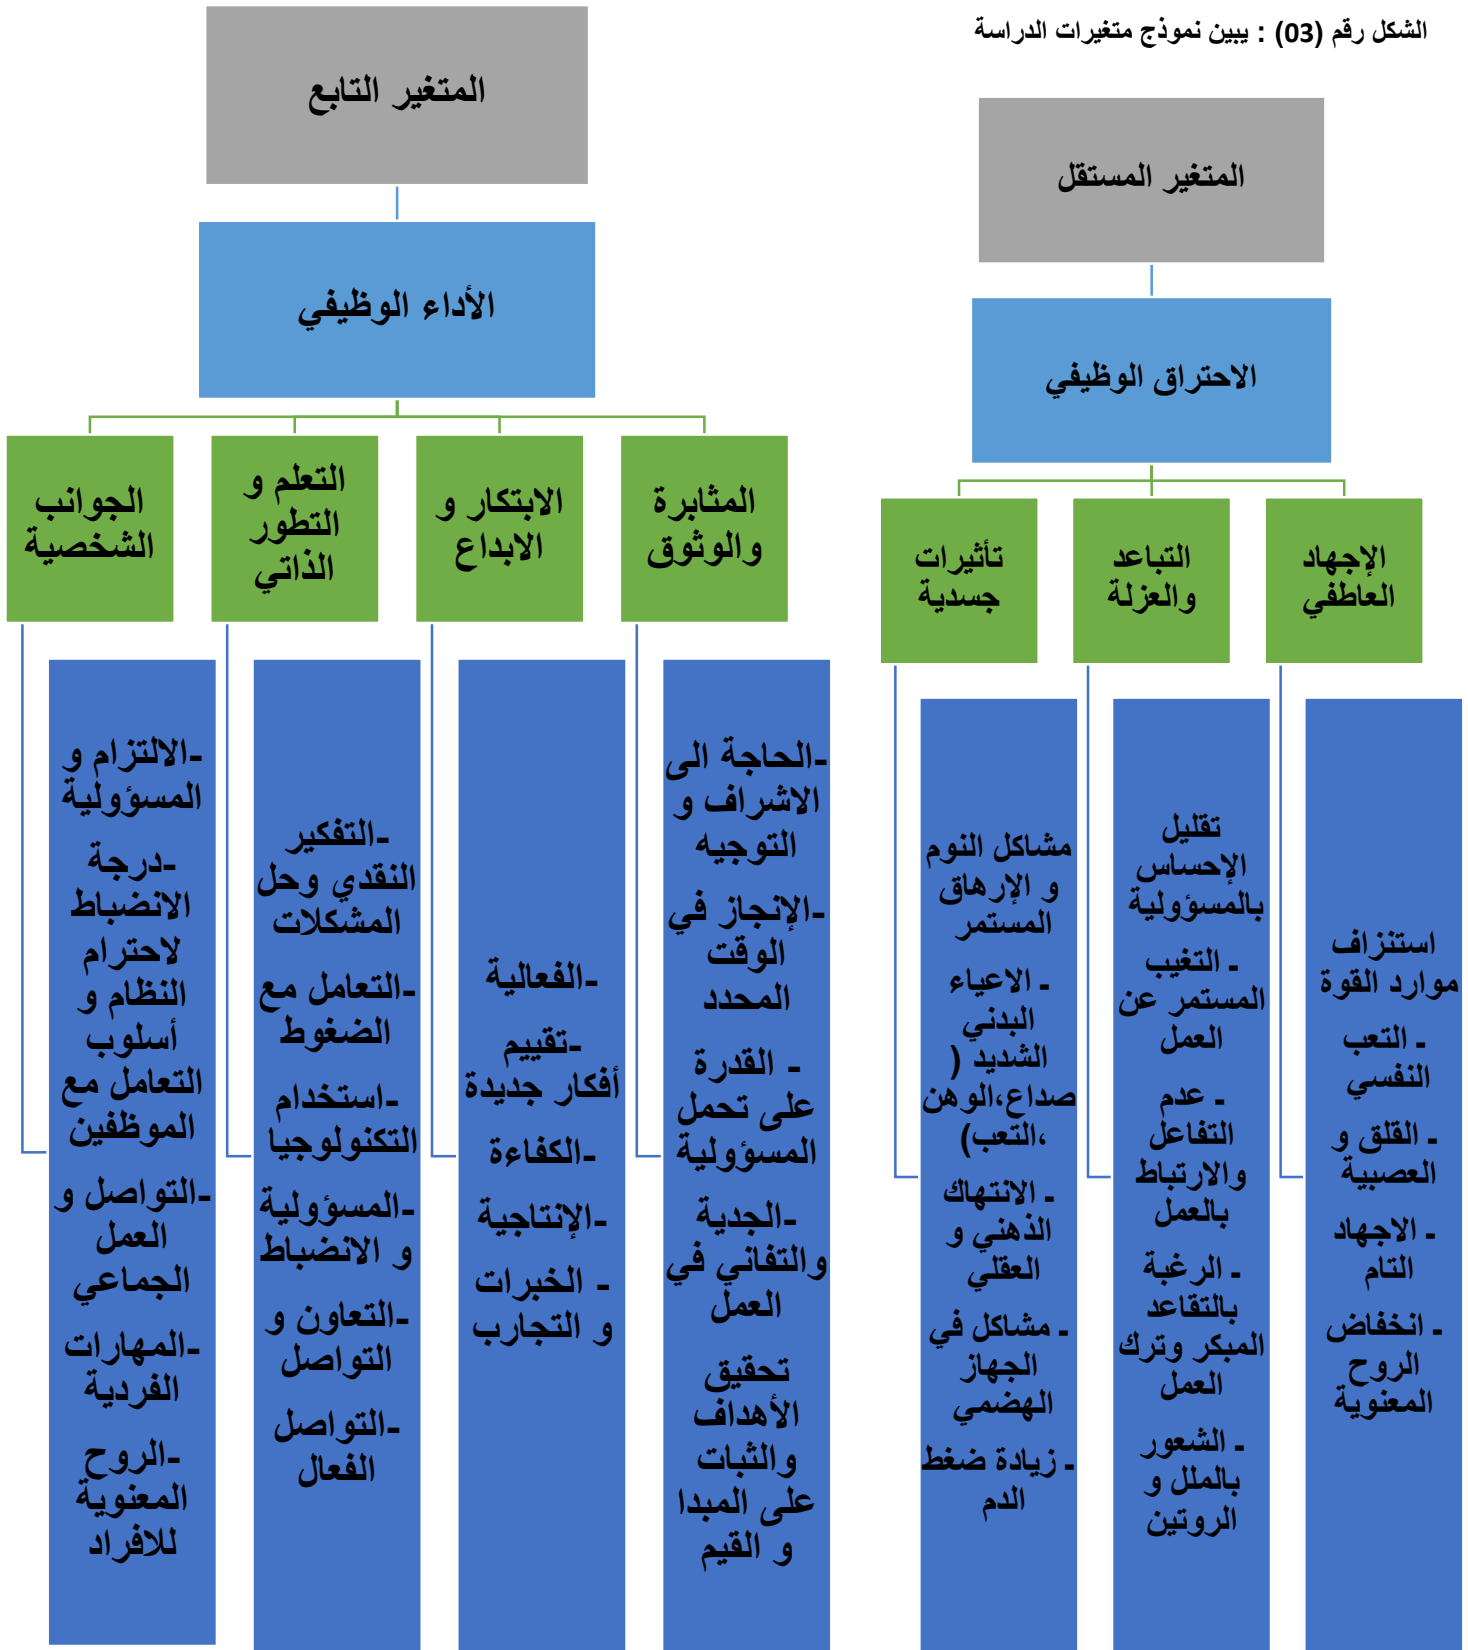 الشكل رقم (03) : يبين نموذج متغيرات الدراسة
المتغير المستقل
الاحتراق الوظيفي
الإجهاد
العاطفي
استنزاف
موارد القوة
- التعب
النفسي
- القلق و
العصبية
- الاجهاد
التام
- انخفاض
الروح
المعنوية
التباعد
والعزلة
تقليل
الإحساس
بالمسؤولية
- التغيب
المستمر عن
العمل
- عدم
التفاعل
والارتباط
بالعمل
- الرغبة
بالتقاعد
المبكر وترك
العمل
- الشعور
بالملل و
الروتين
تأثيرات
جسدية
مشاكل النوم
و الإرهاق
المستمر
- الاعياء
البدني
الشديد (
صداع،الوهن
،التعب)
- الانتهاك
الذهني و
العقلي
- مشاكل في
الجهاز
الهضمي
- زيادة ضغط
الدم
المتغير التابع
الأداء الوظيفي
المثابرة
والوثوق
-الحاجة الى
الاشراف و
التوجيه
-الإنجاز في
الوقت
المحدد
- القدرة
على تحمل
المسؤولية
-الجدية
والتفاني في
العمل
تحقيق
الأهداف
والثبات
على المبدا
و القيم
الابتكار و
الابداع
-الفعالية
-تقييم
أفكار جديدة
-الكفاءة
-الإنتاجية
- الخبرات
و التجارب
التعلم و
التطور
الذاتي
-التفكير
النقدي وحل
المشكلات
-التعامل مع
الضغوط
-استخدام
التكنولوجيا
-المسؤولية
و الانضباط
-التعاون و
التواصل
-التواصل
الفعال
الجوانب
الشخصية
-الالتزام و
المسؤولية
-درجة
الانضباط
لاحترام
النظام و
أسلوب
التعامل مع
الموظفين
-التواصل و
العمل
الجماعي
-المهارات
الفردية
-الروح
المعنوية
للافراد